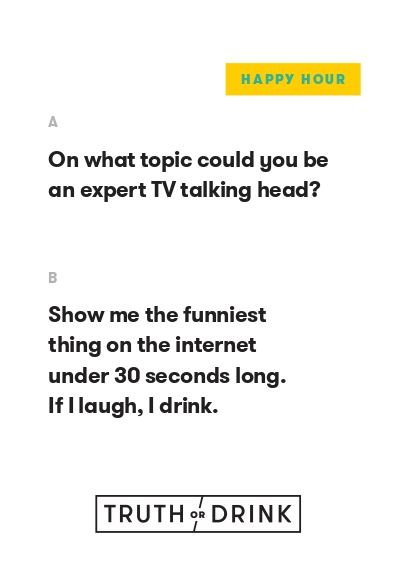 HAPPY HOUR
A
On what topic could you be
an expert TV talking head?
B
Show me the funniest
thing on the internet
under 30 seconds long.
If I laugh, I drink.
TRUTH OR DRINK